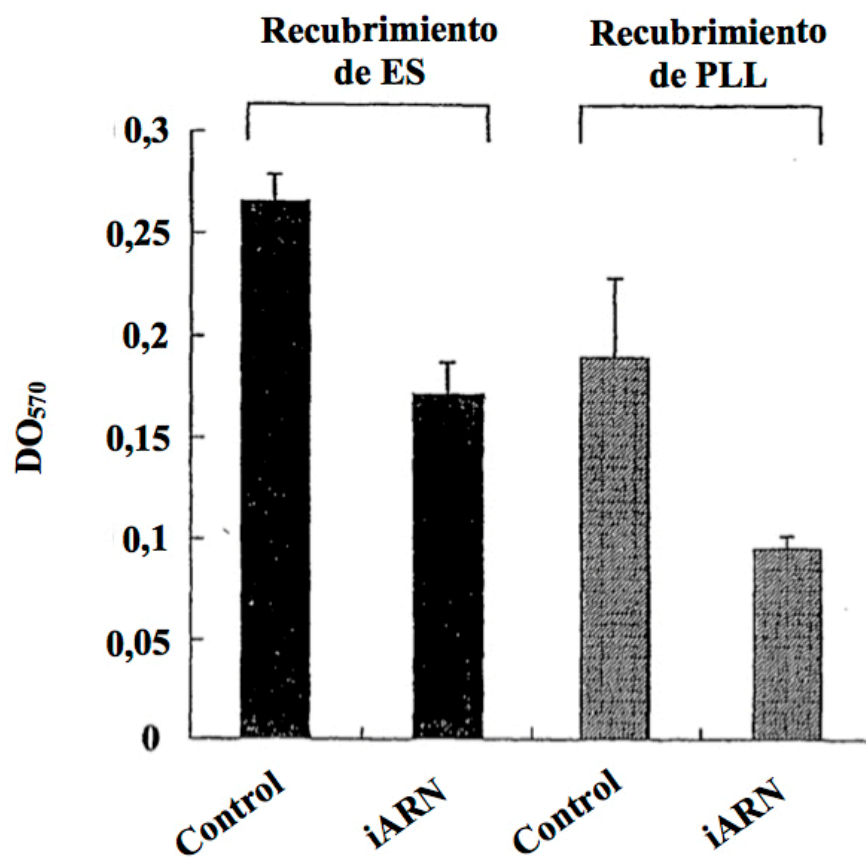 Recubrimiento
de ES
Recubrimiento
de PLL
0,3
0,25
0,2
0,15
0,1
0,05
0
DO570
Control
iARN
Control
iARN